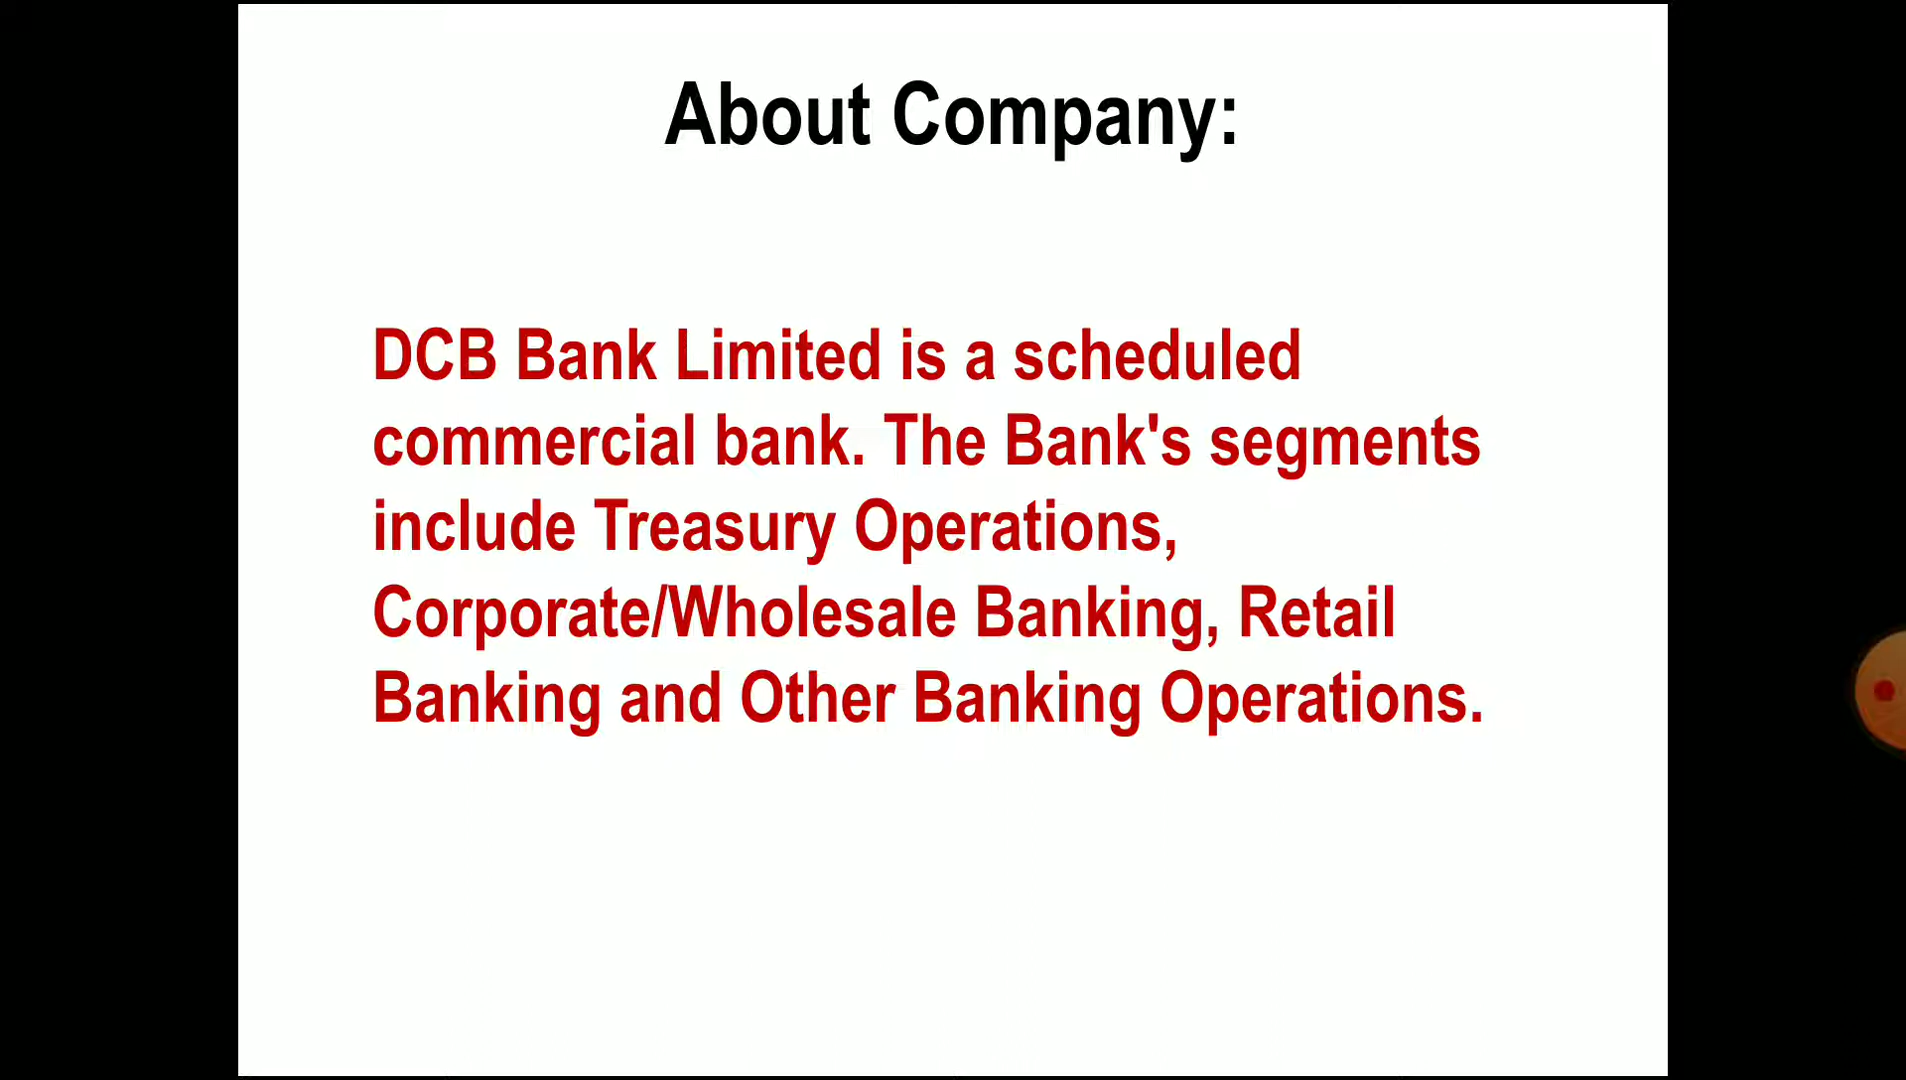 About Company:
DCB Bank Limited is a scheduled
commercial bank. The Bank's segments
include Treasury Operations,
Corporate/Wholesale Banking, Retail
Banking and Other Banking Operations.